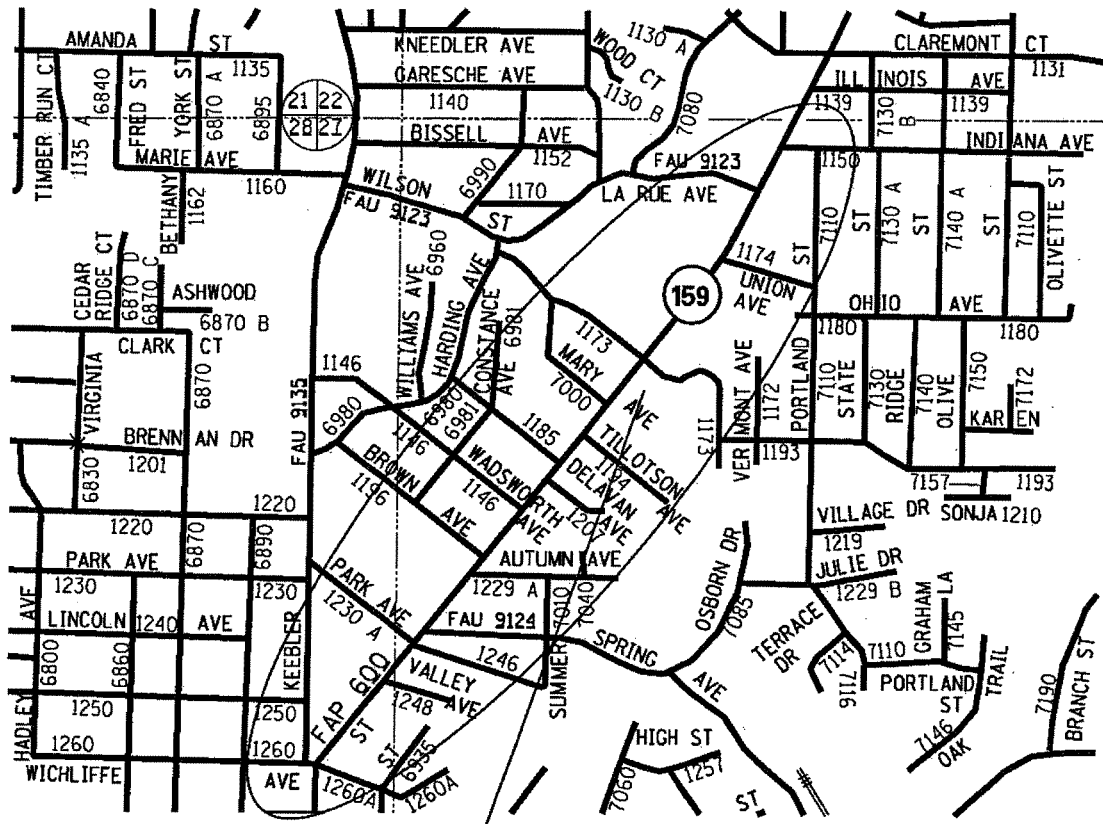 AMANDA ST
1135
KNEEDLER AVE
GARESCHE AVE
1140
BISSELL AVE
1152
WOOD CT
1130 A
1130 B
7080
CLAREMONT CT
1131
ILLINOIS AVE
1139
1139
INDIANA AVE
1150
7130 B
TIMBER RUN CT
1135 A
6840
FRED ST
YORK ST
6870 A
6895
21 22
28 27
MARIE AVE
1160
BETHANY
1162
WILSON ST
FAU 9123
6990
1170
FAU 9123
LA RUE AVE
1174
UNION AVE
159
7110
ST
7130 A
ST
7140 A
ST
7110
OLIVETTE ST
OHIO AVE
1180
1180
CEDAR RIDGE CT
6870 D
6870 C
ASHWOOD
6870 B
CLARK CT
6870
VIRGINIA
BRENNAN DR
1201
6830
1146
FAU 9135
6980
WILLIAMS AVE
6960
HARDING AVE
6980
CONSTANCE AVE
6981
6981
1173
MARY AVE
7000
1185
1146
WADSWORTH AVE
1146
BROWN AVE
1196
DELAVAN AVE
1207
TILLOTSON AVE
1194
1173
VERMONT AVE
1172
1193
PORTLAND ST
7110
STATE
7130
RIDGE
7140
OLIVE
7150
7172
KAREN
7157
1193
SONJA 1210
VILLAGE DR
1219
JULIE DR
1229 B
1220
1220
6870
6890
PARK AVE
1230
1230
LINCOLN AVE
1240
HADLEY AVE
6800
6860
KEEBLER
1250
1250
1260
1260
WICHLIFFE AVE
PARK AVE
1230 A
AUTUMN AVE
1229 A
FAU 9124
7010
7040
SUMMER
SPRING AVE
OSBORN DR
7085
1246
VALLEY AVE
1248
FAP 600
ST
ST
6936
1260A
1260A
TERRACE DR
7114
7116
7110
PORTLAND ST
GRAHAM LA
7145
OAK TRAIL
7146
7190
BRANCH ST
HIGH ST
7060
1257
ST